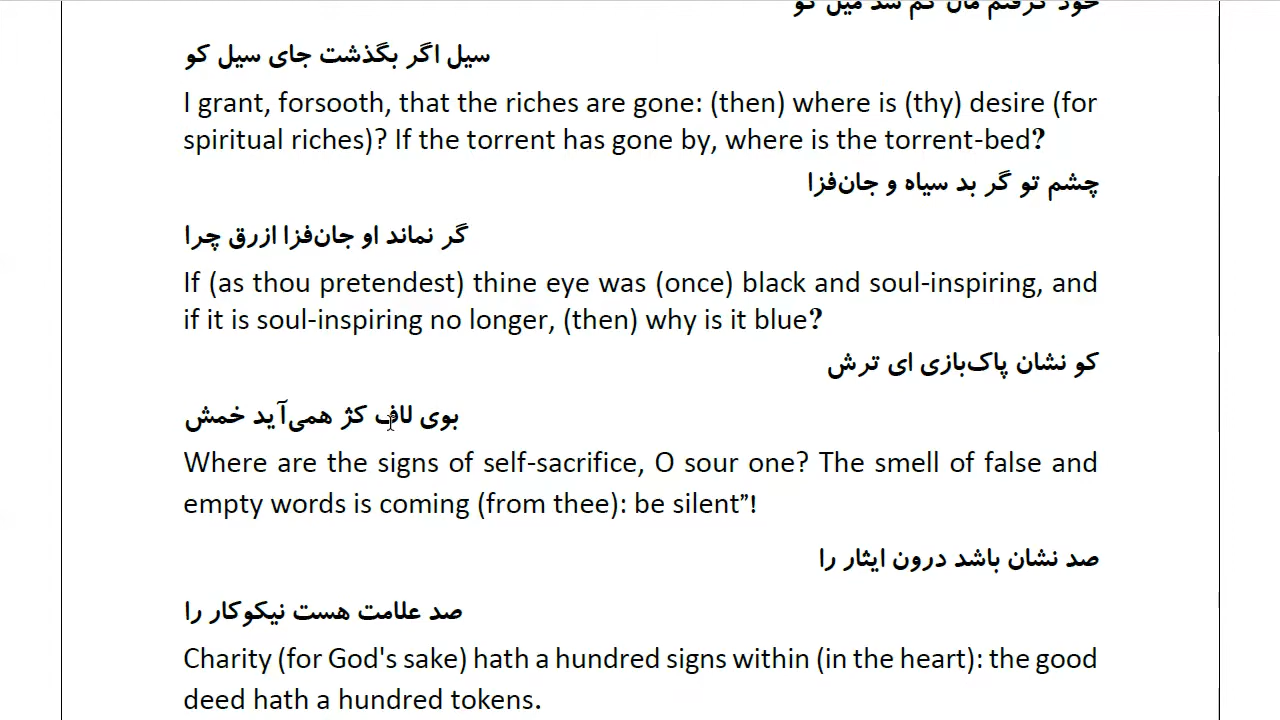 خود گرفتم مان گم شد میل کو
سیل اگر بگذشت جای سیل کو
I grant, forsooth, that the riches are gone: (then) where is (thy) desire (for
spiritual riches)? If the torrent has gone by, where is the torrent-bed?
چشم تو گر بد سیاه و جان‌فزا
گر نماند او جان‌فزا ازرق چرا
If (as thou pretendest) thine eye was (once) black and soul-inspiring, and
if it is soul-inspiring no longer, (then) why is it blue?
کو نشان پاک‌بازی ای ترش
بوی لاف کژ همی‌آید خمش
Where are the signs of self-sacrifice, O sour one? The smell of false and
empty words is coming (from thee): be silent”!
صد نشان باشد درون ایثار را
صد علامت هست نیکوکار را
Charity (for God's sake) hath a hundred signs within (in the heart): the good
deed hath a hundred tokens.